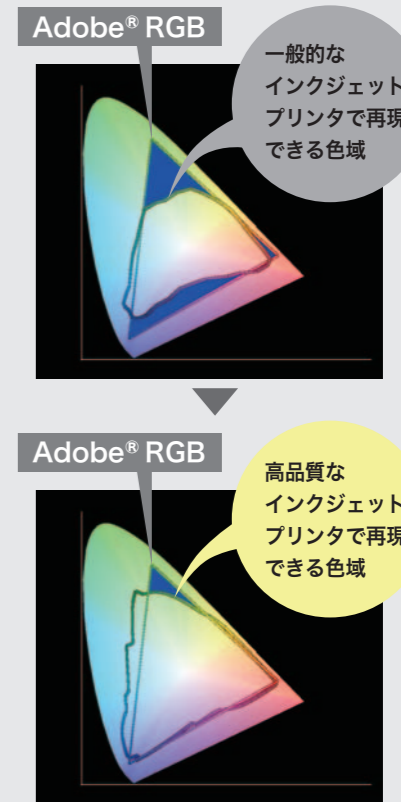 Adobe® RGB
一般的な
インクジェット
プリンタで再現
できる色域
Adobe® RGB
高品質な
インクジェット
プリンタで再現
できる色域